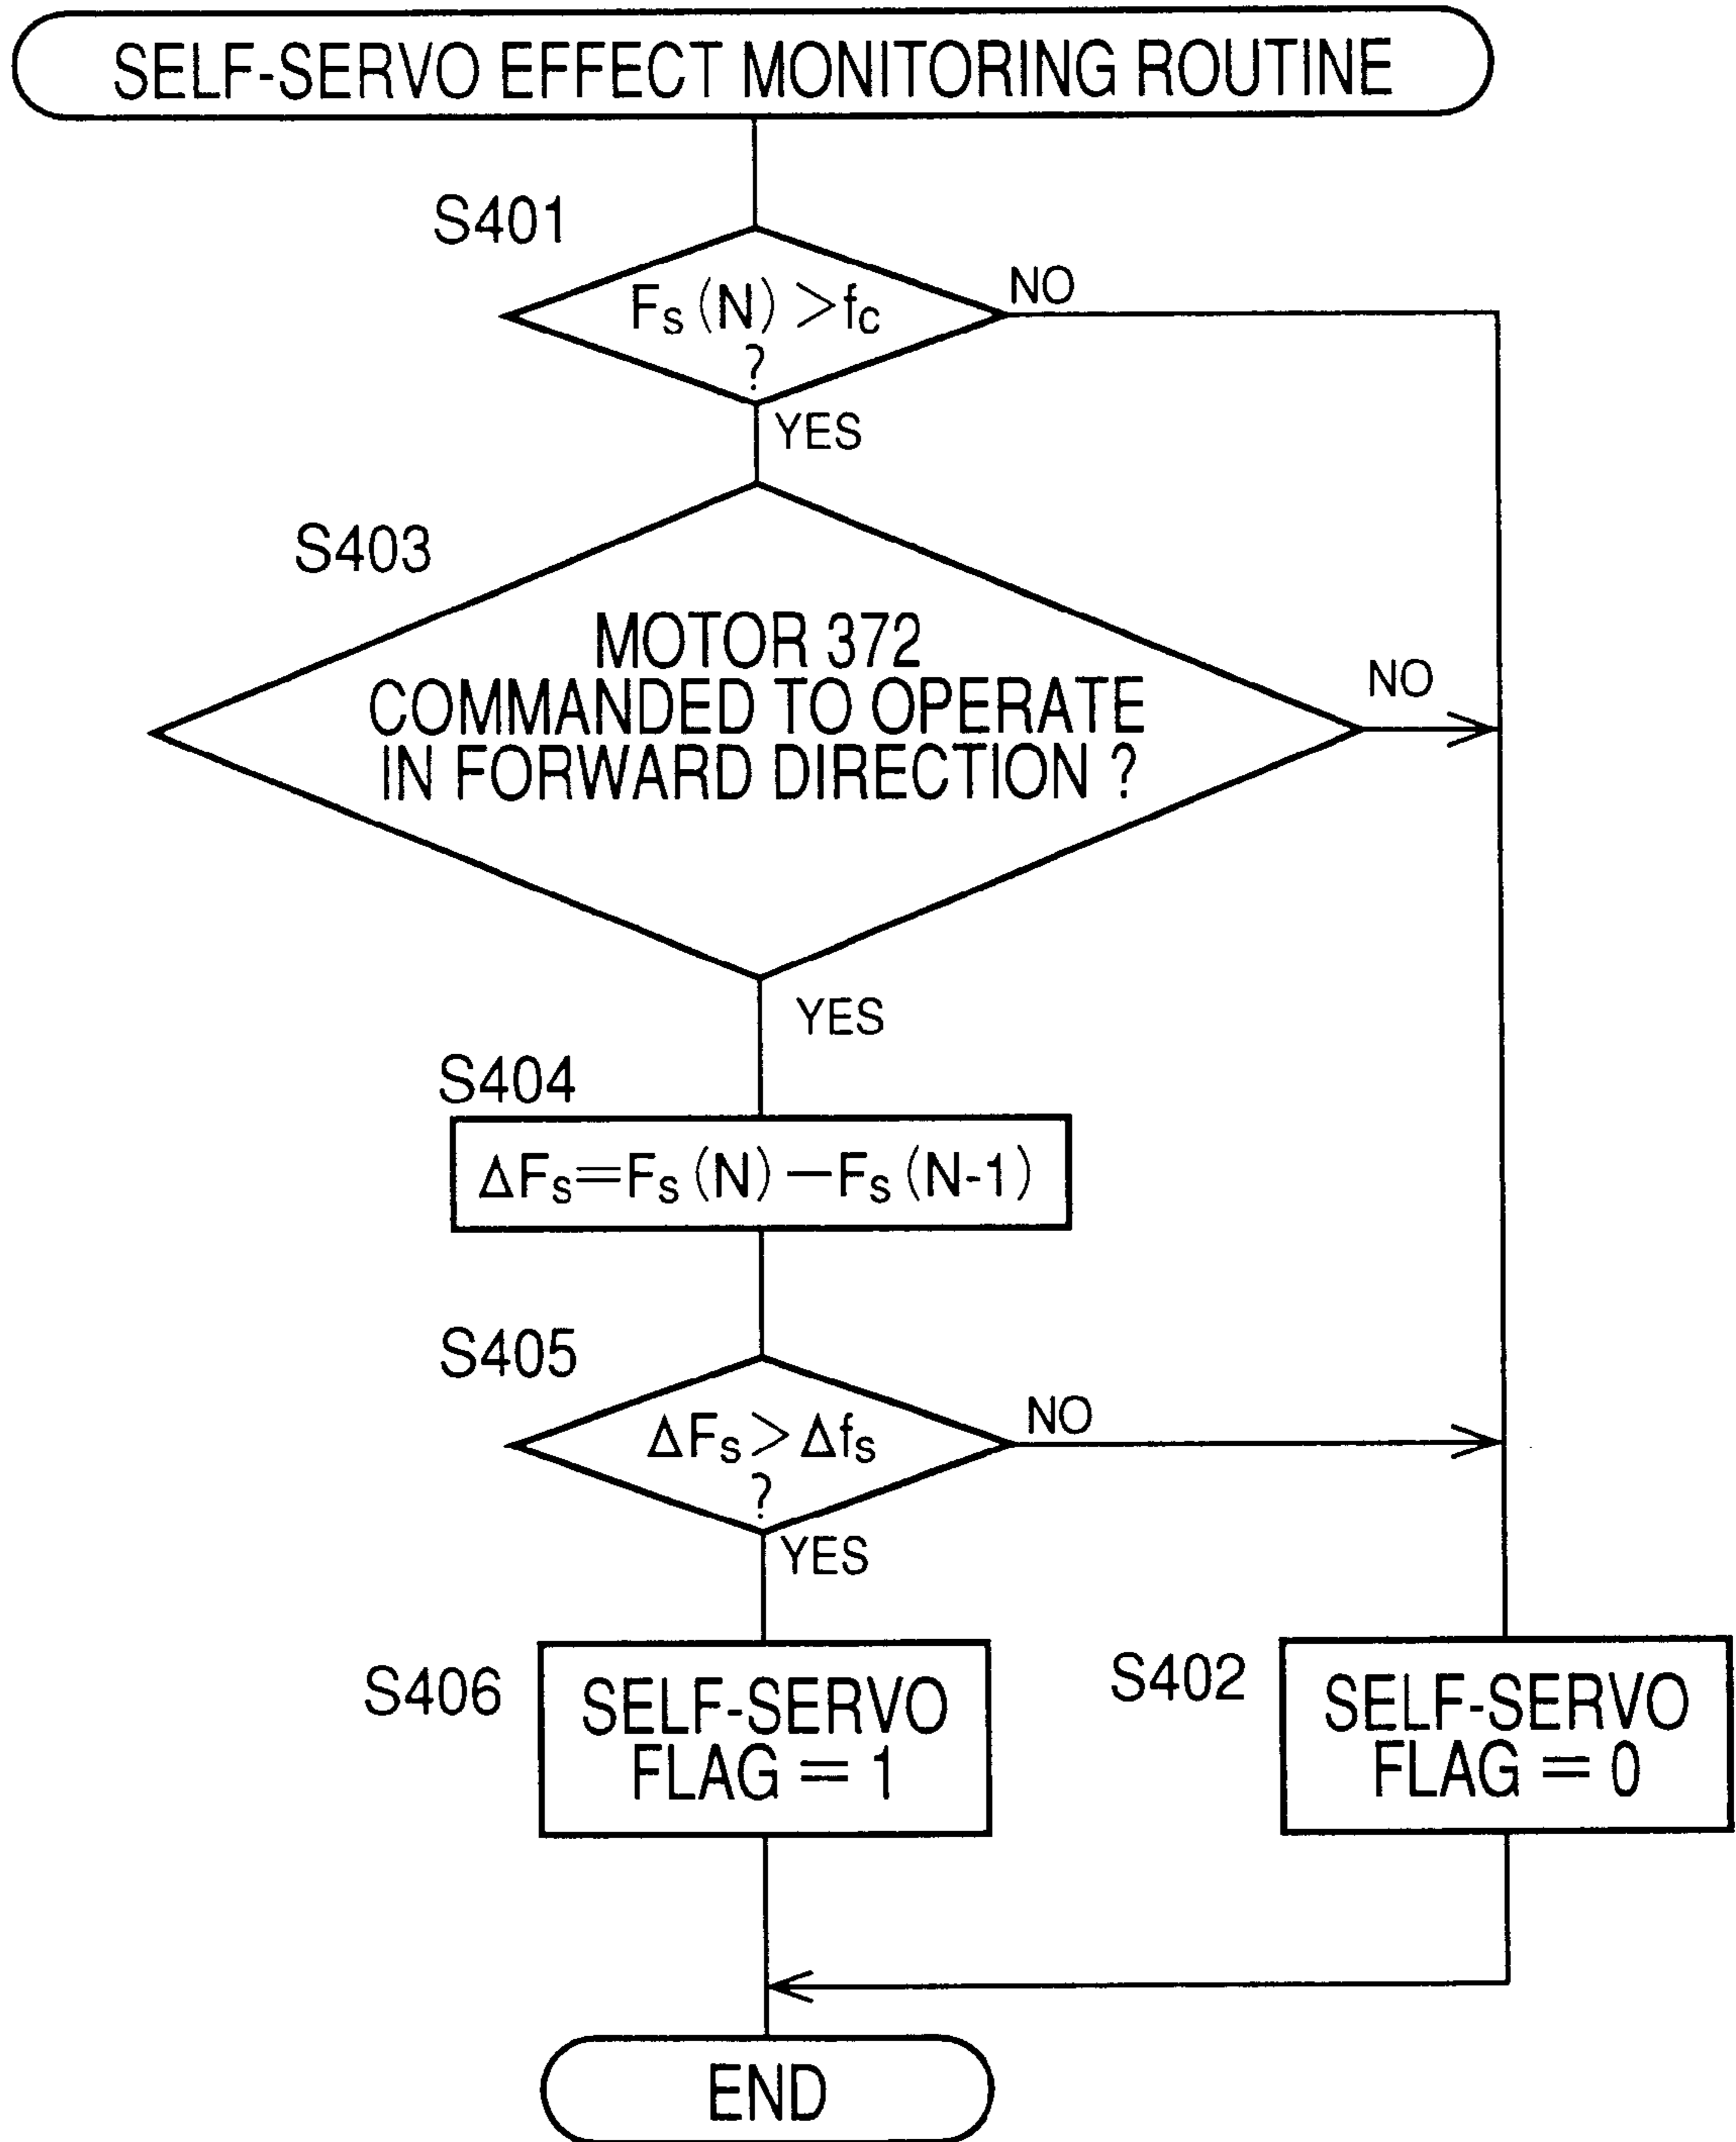 SELF-SERVO EFFECT MONITORING ROUTINE
S401
Fs (N) >fc
?
NO
YES
S403
MOTOR 372
COMMANDED TO OPERATE
IN FORWARD DIRECTION ?
NO
YES
S404
ΔFs=Fs (N) −Fs (N-1)
S405
ΔFs> Δfs
?
NO
YES
S406
SELF-SERVO
FLAG = 1
S402
SELF-SERVO
FLAG = 0
END